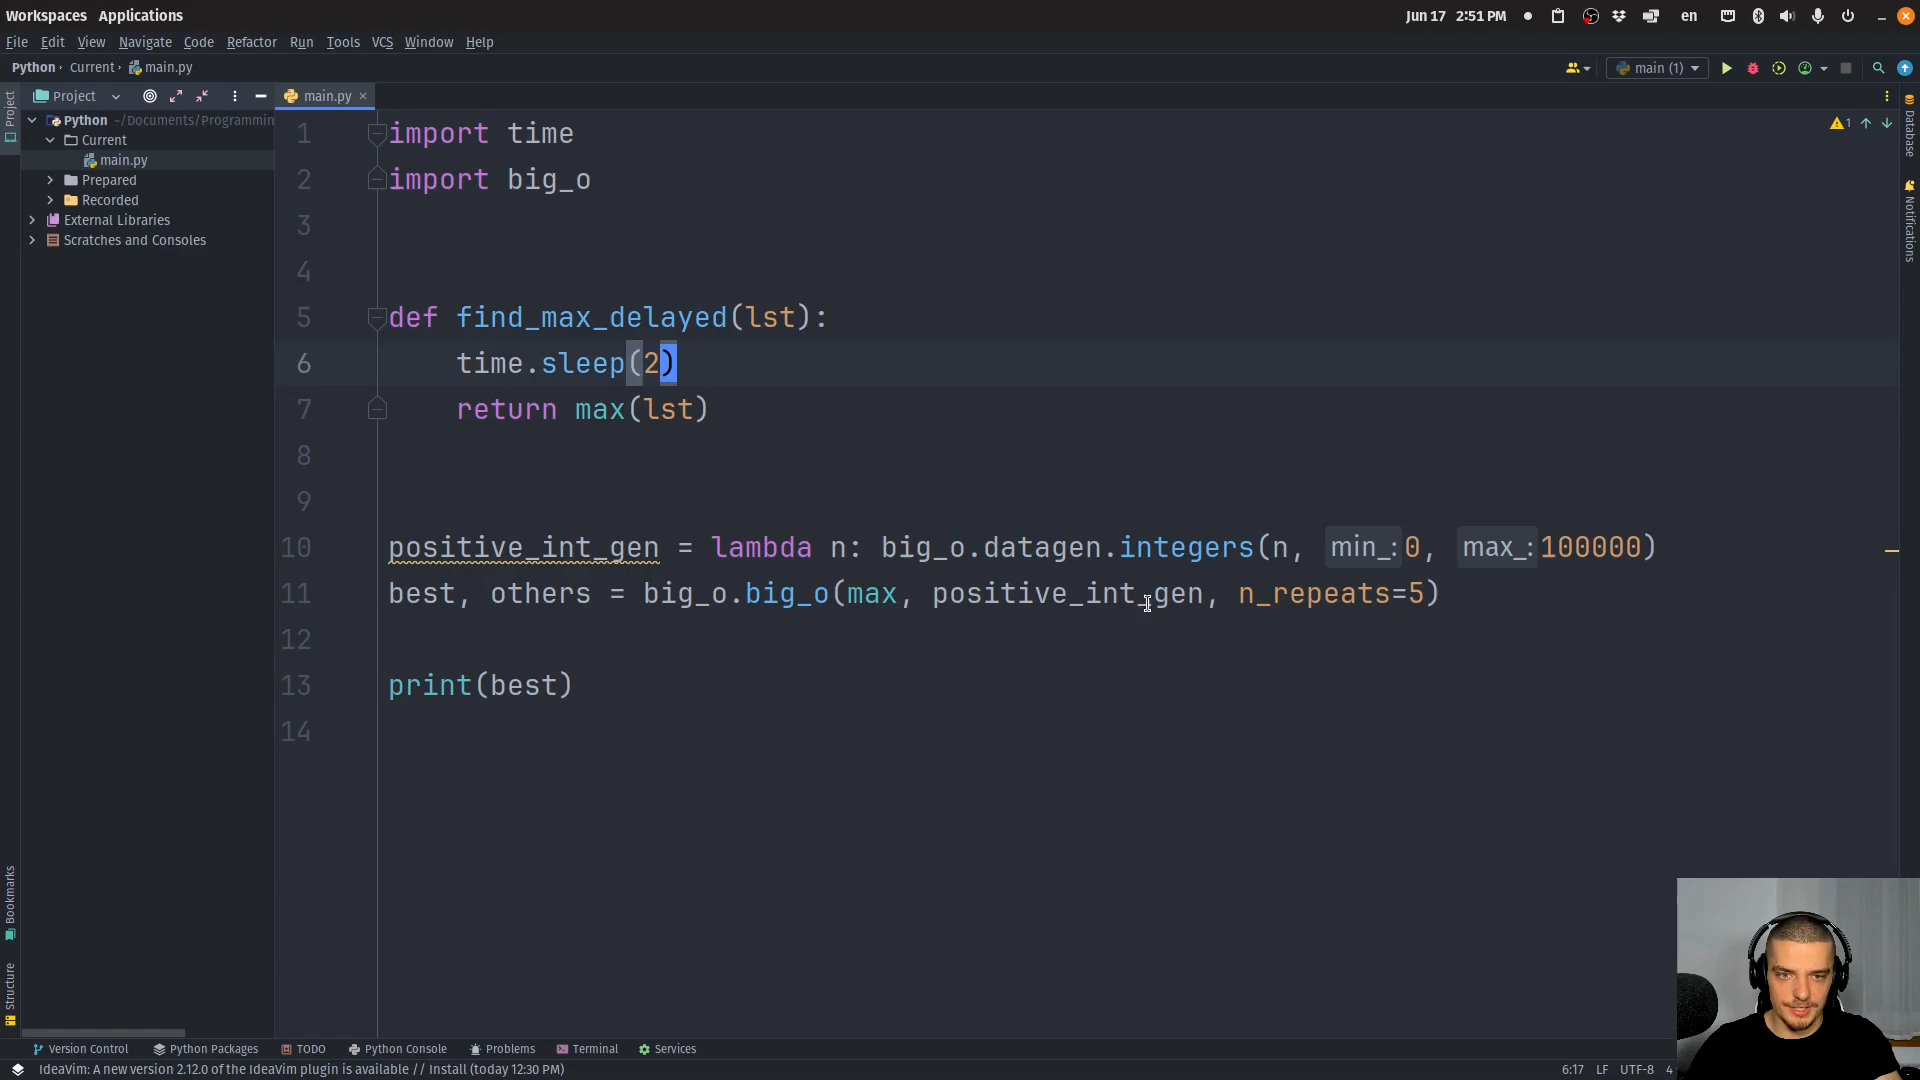 Workspaces Applications
Jun 17 2:51 PM
en
File Edit View Navigate Code Refactor Run Tools VCS Window Help
Python Current main.py
main (1)
Project
main.py
Project
Database
Notifications
Bookmarks
Structure
Python ~/Documents/Programmin
Current
main.py
Prepared
Recorded
External Libraries
Scratches and Consoles
1
1 import time
2 import big_o
3
4
5 def find_max_delayed(lst):
6 time.sleep(2)
7 return max(lst)
8
9
10 positive_int_gen = lambda n: big_o.datagen.integers(n, min_:0, max_:100000)
11 best, others = big_o.big_o(max, positive_int_gen, n_repeats=5)
12
13 print(best)
14
Version Control Python Packages TODO Python Console Problems Terminal Services
IdeaVim: A new version 2.12.0 of the IdeaVim plugin is available // Install (today 12:30 PM)
6:17 LF UTF-8 4